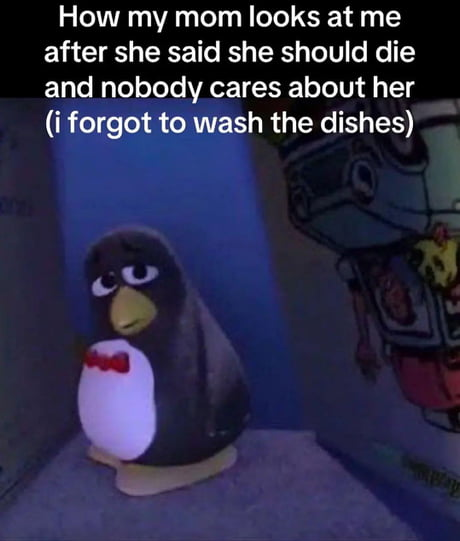 How my mom looks at me
after she said she should die
and nobody cares about her
(i forgot to wash the dishes)